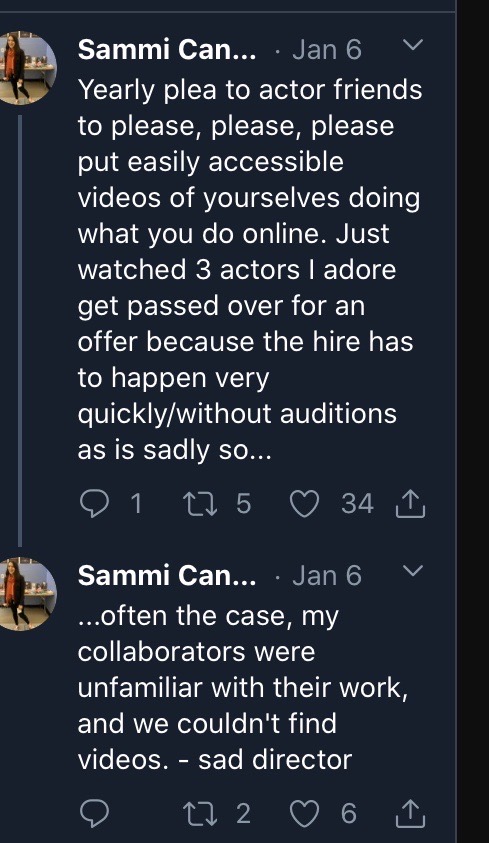 Sammi Can... · Jan 6
Yearly plea to actor friends
to please, please, please
put easily accessible
videos of yourselves doing
what you do online. Just
watched 3 actors I adore
get passed over for an
offer because the hire has
to happen very
quickly/without auditions
as is sadly so...
1 5 34
Sammi Can... · Jan 6
...often the case, my
collaborators were
unfamiliar with their work,
and we couldn't find
videos. - sad director
2 6